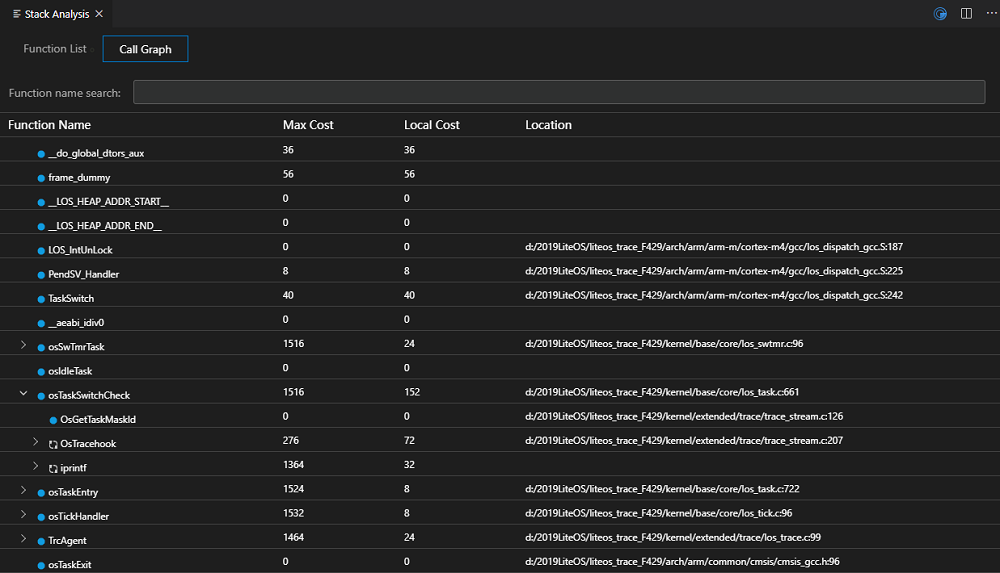 Stack Analysis
Function List
Call Graph
Function name search:
Function Name Max Cost Local Cost Location
__do_global_dtors_aux 36 36
frame_dummy 56 56
__LOS_HEAP_ADDR_START__ 0 0
__LOS_HEAP_ADDR_END__ 0 0
LOS_IntUnLock 0 0 d:/2019LiteOS/liteos_trace_F429/arch/arm/arm-m/cortex-m4/gcc/los_dispatch_gcc.S:187
PendSV_Handler 8 8 d:/2019LiteOS/liteos_trace_F429/arch/arm/arm-m/cortex-m4/gcc/los_dispatch_gcc.S:225
TaskSwitch 40 40 d:/2019LiteOS/liteos_trace_F429/arch/arm/arm-m/cortex-m4/gcc/los_dispatch_gcc.S:242
__aeabi_idiv0 0 0
osSwTmrTask 1516 24 d:/2019LiteOS/liteos_trace_F429/kernel/base/core/los_swtmr.c:96
osIdleTask 0 0
osTaskSwitchCheck 1516 152 d:/2019LiteOS/liteos_trace_F429/kernel/base/core/los_task.c:661
OsGetTaskMaskId 0 0 d:/2019LiteOS/liteos_trace_F429/kernel/extended/trace/trace_stream.c:126
OsTracehook 276 72 d:/2019LiteOS/liteos_trace_F429/kernel/extended/trace/trace_stream.c:207
iprintf 1364 32
osTaskEntry 1524 8 d:/2019LiteOS/liteos_trace_F429/kernel/base/core/los_task.c:722
osTickHandler 1532 8 d:/2019LiteOS/liteos_trace_F429/kernel/base/core/los_tick.c:96
TrcAgent 1464 24 d:/2019LiteOS/liteos_trace_F429/kernel/extended/trace/los_trace.c:99
osTaskExit 0 0 d:/2019LiteOS/liteos_trace_F429/arch/arm/common/cmsis/cmsis_gcc.h:96